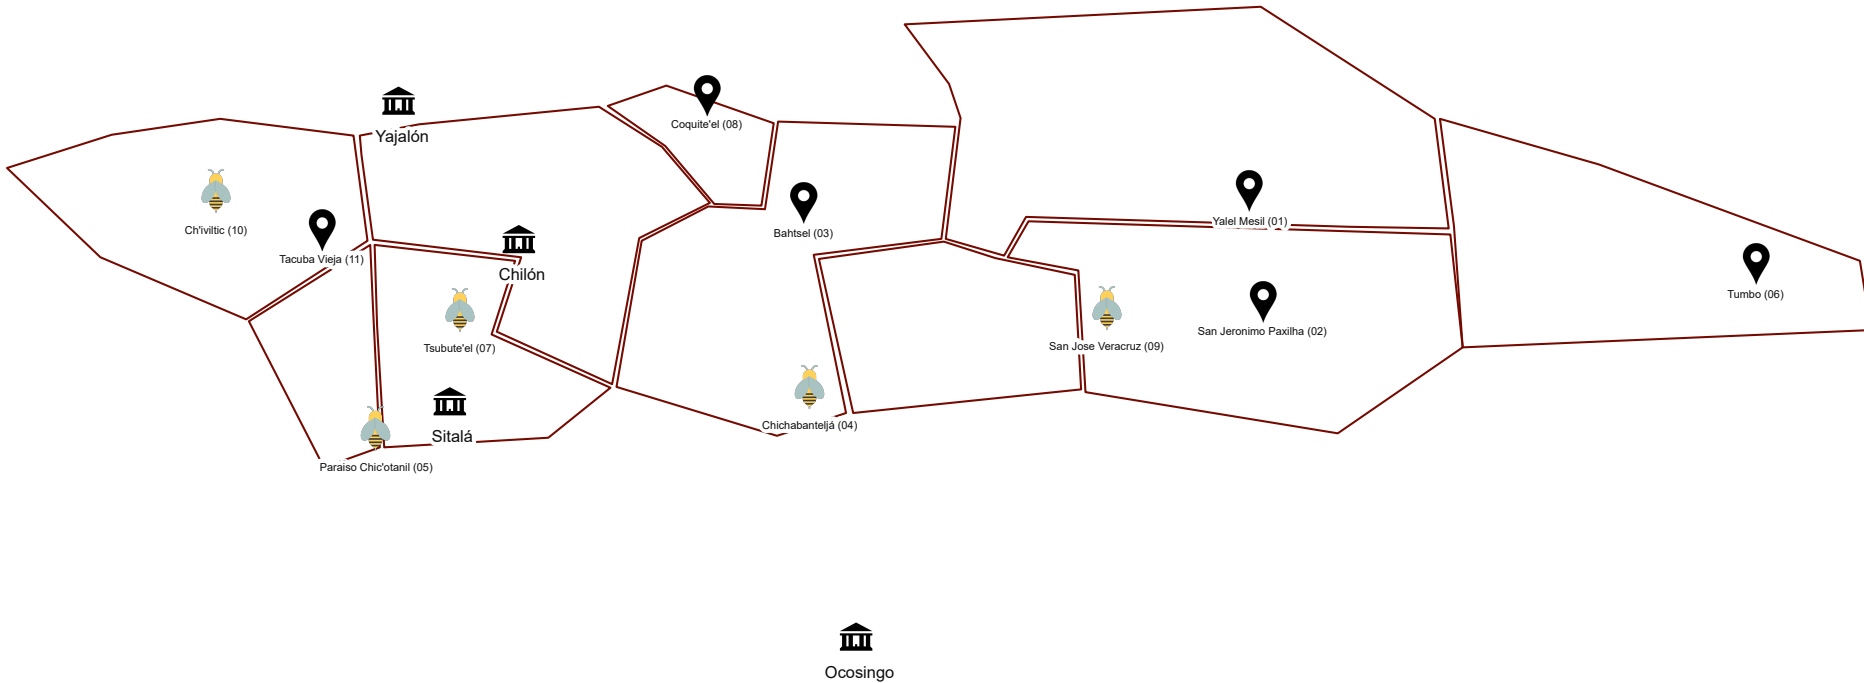 Coquite'el (08)
Yajalón
Yalel Mesil (01)
Ch'iviltic (10)
Bahtsel (03)
Tacuba Vieja (11)
Chilón
Tumbo (06)
San Jeronimo Paxilha (02)
San Jose Veracruz (09)
Tsubute'el (07)
Chichabanteljá (04)
Sitalá
Paraiso Chic'otanil (05)
Ocosingo